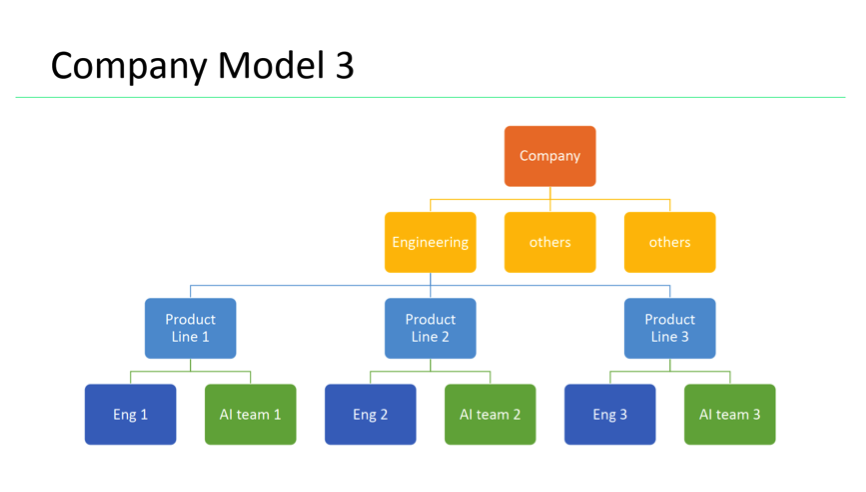 Company Model 3
Company
Engineering
others
others
Product
Line 1
Product
Line 2
Product
Line 3
Eng 1
AI team 1
Eng 2
AI team 2
Eng 3
AI team 3